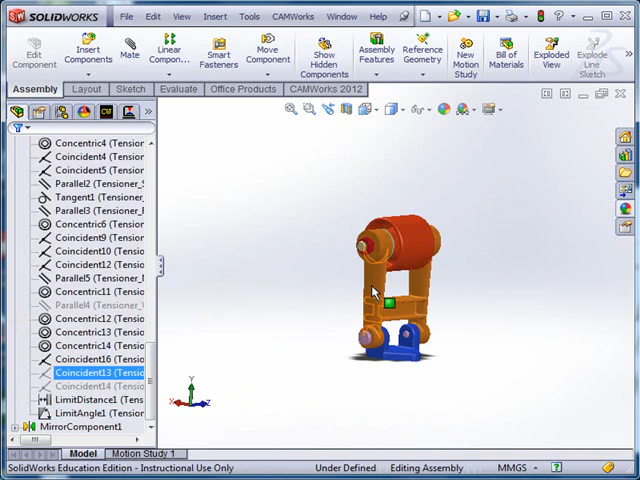 SOLIDWORKS File Edit View Insert Tools CAMWorks Window Help
Edit Component
Insert Components
Mate
Linear Compon...
Smart Fasteners
Move Component
Show Hidden Components
Assembly Features
Reference Geometry
New Motion Study
Bill of Materials
Exploded View
Explode Line Sketch
Assembly Layout Sketch Evaluate Office Products CAMWorks 2012
Concentric4 (Tension
Coincident4 (Tension
Coincident5 (Tension
Parallel2 (Tensioner_S
Tangent1 (Tensioner_
Parallel3 (Tensioner_F
Concentric6 (Tension
Coincident9 (Tension
Coincident10 (Tensio
Coincident12 (Tensio
Parallel5 (Tensioner_
Concentric11 (Tensio
Parallel4 (Tensioner_
Concentric12 (Tensio
Concentric13 (Tensio
Concentric14 (Tensio
Coincident16 (Tensio
Coincident13 (Tensio
Coincident14 (Tensio
LimitDistance1 (Tens
LimitAngle1 (Tension
MirrorComponent1
Y
X
Z
Model Motion Study 1
SolidWorks Education Edition - Instructional Use Only Under Defined Editing Assembly MMGS